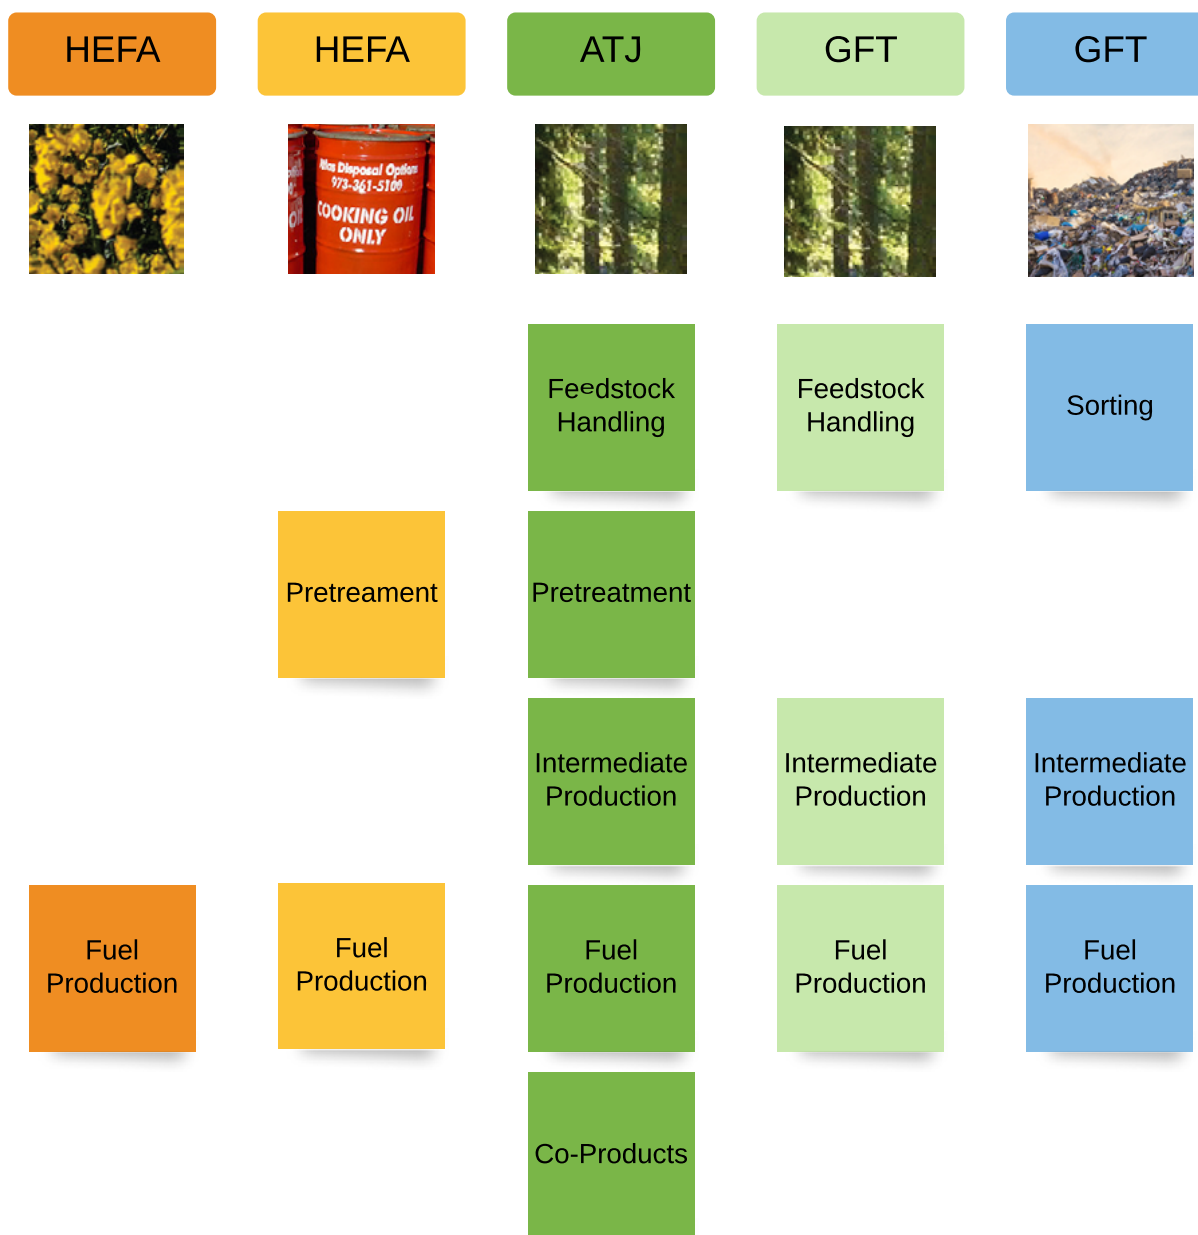 HEFA
HEFA
ATJ
GFT
GFT
Atlas Disposal Options
973-361-5100
COOKING OIL
ONLY
Feedstock
Handling
Feedstock
Handling
Sorting
Pretreament
Pretreatment
Intermediate
Production
Intermediate
Production
Intermediate
Production
Fuel
Production
Fuel
Production
Fuel
Production
Fuel
Production
Fuel
Production
Co-Products